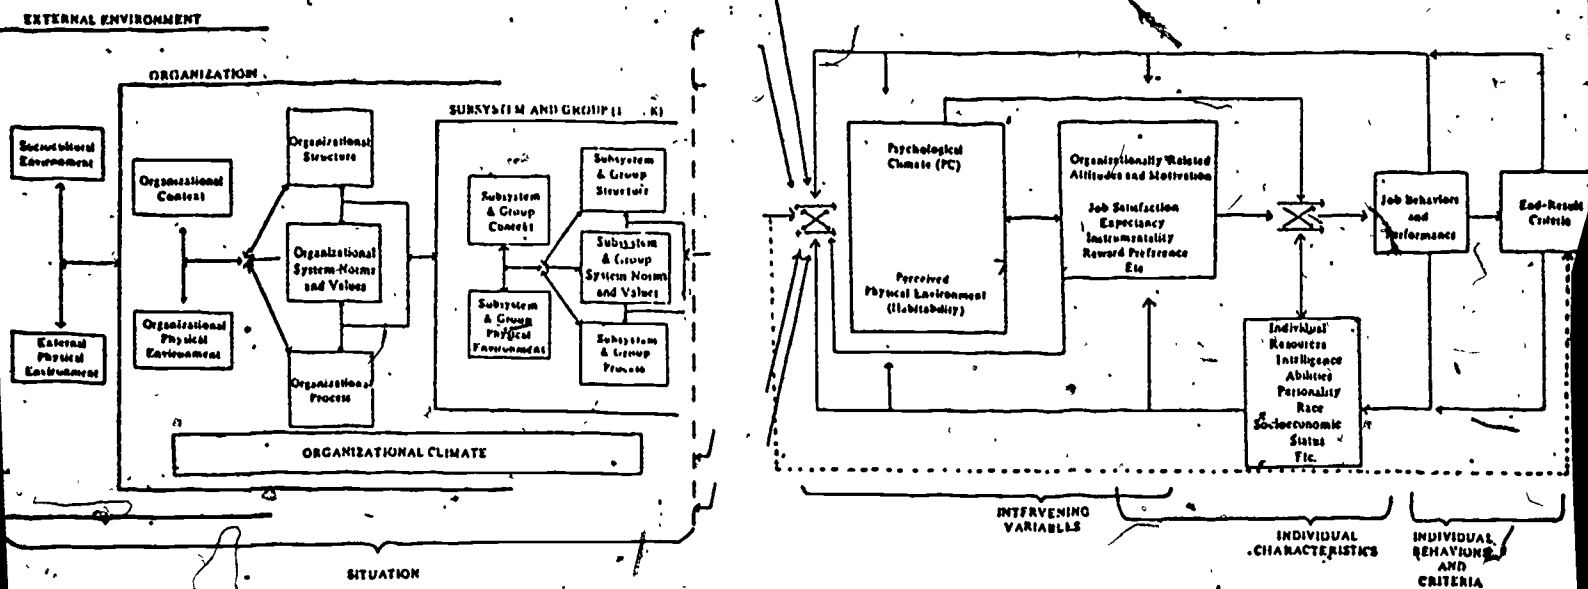 EXTERNAL ENVIRONMENT
ORGANIZATION
SUBSYSTEM AND GROUP
Sociocultural
Environment
External
Physical
Environment
Organizational
Context
Organizational
Physical
Environment
Organizational
Structure
Organizational
System-Norms
and Values
Organizational
Process
Subsystem
& Group
Context
Subsystem
& Group
Physical
Environment
Subsystem
& Group
Structure
Subsystem
& Group
System Norms
and Values
Subsystem
& Group
Process
ORGANIZATIONAL CLIMATE
SITUATION
Psychological
Climate (PC)
Perceived
Physical Environment
(Habitability)
Organizationally Related
Attitudes and Motivation
Job Satisfaction
Expectancy
Instrumentality
Reward Preference
Etc
Individual
Resources
Intelligence
Abilities
Personality
Race
Socioeconomic
Status
Etc.
Job Behaviors
and
Performance
End-Result
Criteria
INTERVENING
VARIABLES
INDIVIDUAL
CHARACTERISTICS
INDIVIDUAL
BEHAVIORS
AND
CRITERIA